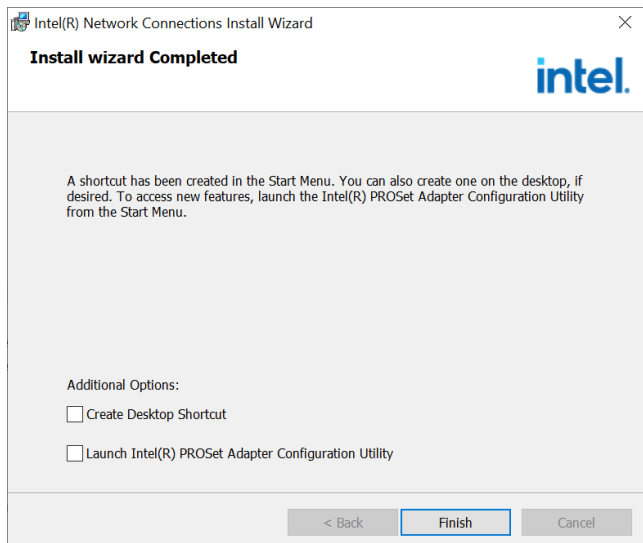 Intel(R) Network Connections Install Wizard
Install wizard Completed
intel.
A shortcut has been created in the Start Menu. You can also create one on the desktop, if
desired. To access new features, launch the Intel(R) PROSet Adapter Configuration Utility
from the Start Menu.
Additional Options:
Create Desktop Shortcut
Launch Intel(R) PROSet Adapter Configuration Utility
< Back Finish Cancel